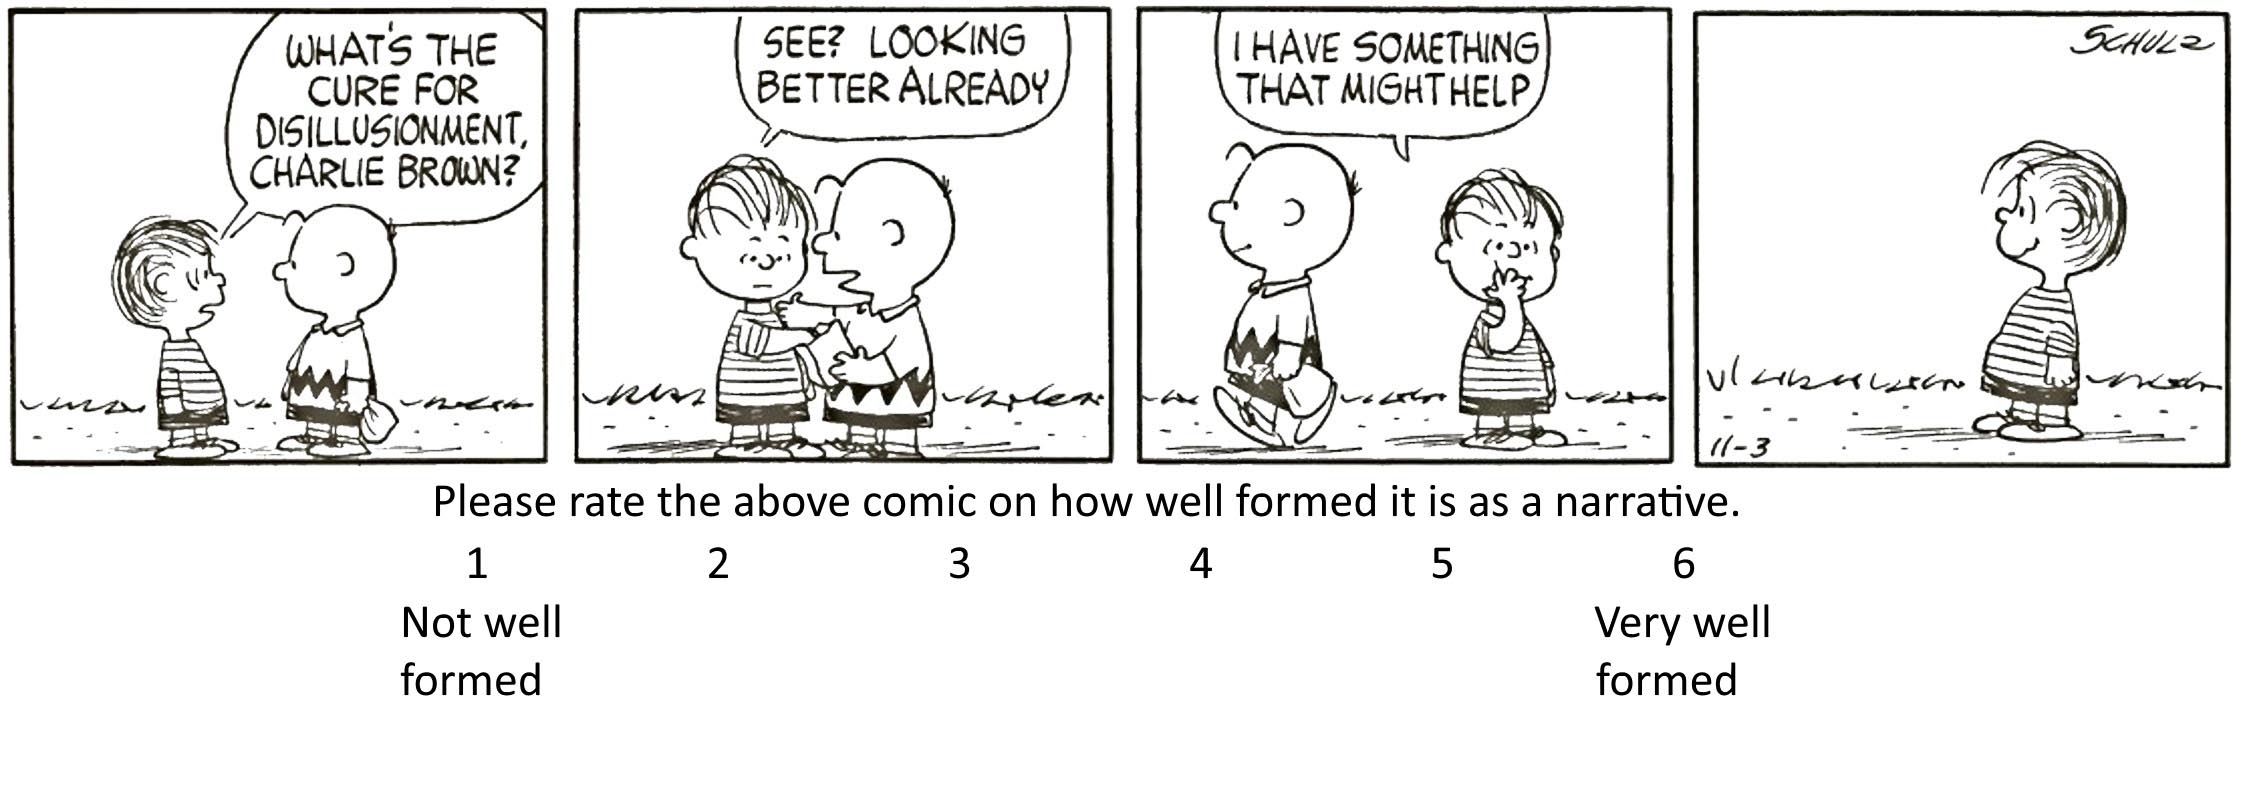 WHAT'S THE
CURE FOR
DISILLUSIONMENT,
CHARLIE BROWN?
SEE? LOOKING
BETTER ALREADY
I HAVE SOMETHING
THAT MIGHT HELP
SCHULZ
11-3
Please rate the above comic on how well formed it is as a narrative.
1 2 3 4 5 6
Not well
formed
Very well
formed